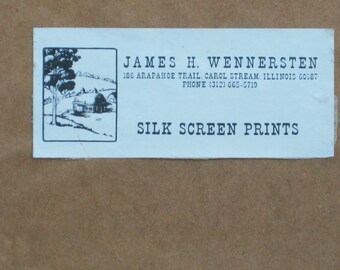 JAMES H. WENNERSTEN
186 ARAPAHOE TRAIL, CAROL STREAM, ILLINOIS 60187
PHONE (312) 665-5719
SILK SCREEN PRINTS